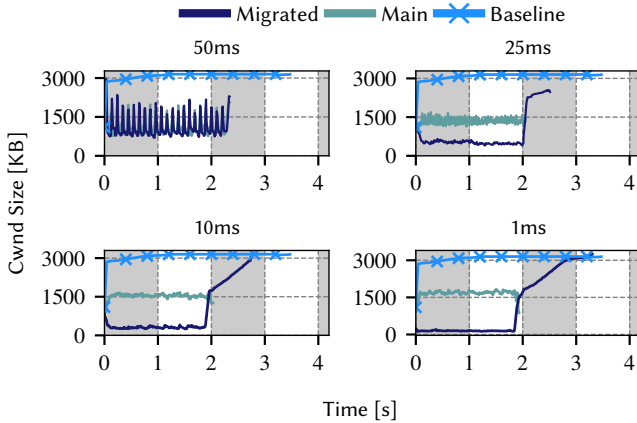 Migrated Main Baseline
50ms 25ms
3000 3000
1500 1500
0 0
0 1 2 3 4 0 1 2 3 4
10ms 1ms
3000 3000
1500 1500
0 0
0 1 2 3 4 0 1 2 3 4
Cwnd Size [KB]
Time [s]